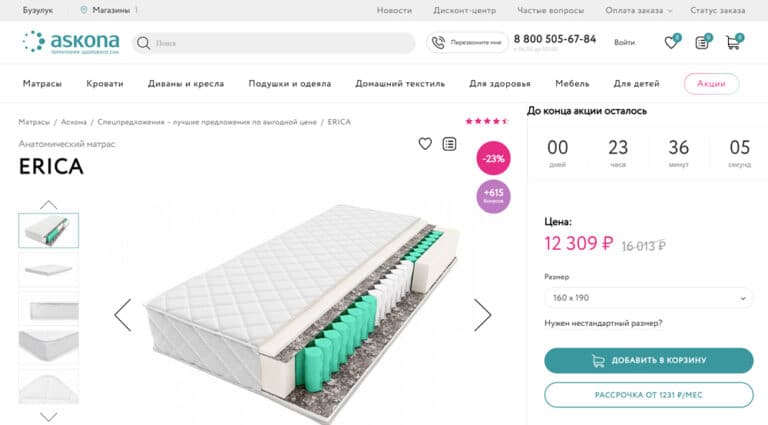 Бузулук
Магазины 1
Новости
Дисконт-центр
Частые вопросы
Оплата заказа
Статус заказа
askona
ТЕРРИТОРИЯ ЗДОРОВОГО СНА
Поиск
Перезвоните мне
8 800 505-67-84
Войти
0
0
0
Матрасы
Кровати
Диваны и кресла
Подушки и одеяла
Домашний текстиль
Для здоровья
Мебель
Для детей
Акции
Матрасы / Аскона / Спецпредложения – лучшие предложения по выгодной цене / ERICA
Анатомический матрас
ERICA
-23%
+615
бонусов
До конца акции осталось
00
23
36
05
дней
часа
минут
секунд
Цена:
12 309 ₽ 16 013 ₽
Размер
160 x 190
Нужен нестандартный размер?
ДОБАВИТЬ В КОРЗИНУ
РАССРОЧКА ОТ 1231 ₽/МЕС